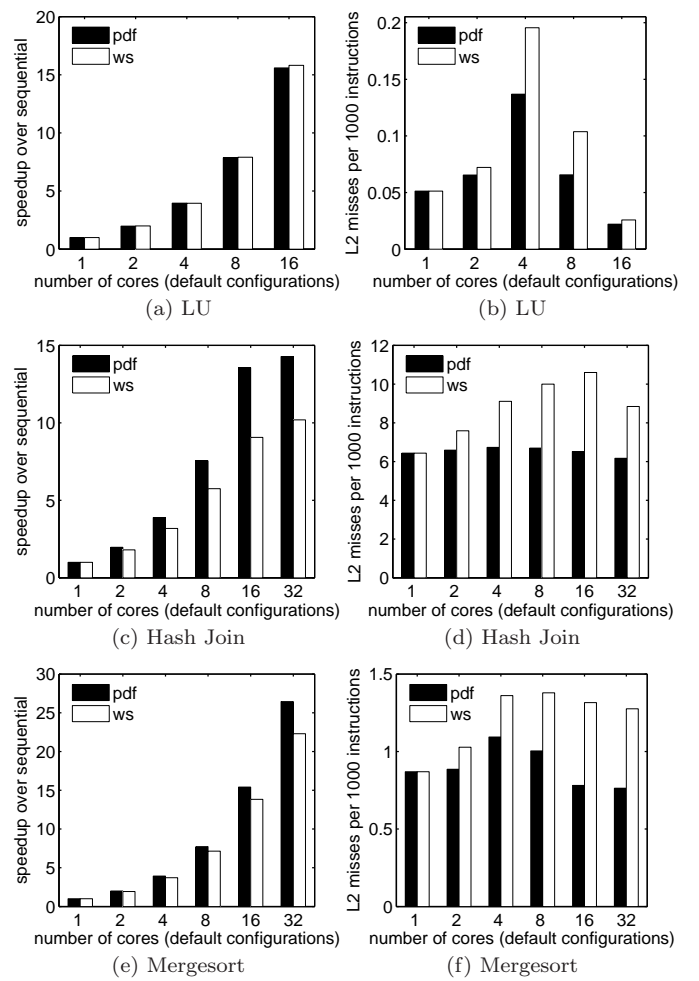 pdf
ws
speedup over sequential
20
15
10
5
0
1 2 4 8 16
number of cores (default configurations)
(a) LU
pdf
ws
L2 misses per 1000 instructions
0.2
0.15
0.1
0.05
0
1 2 4 8 16
number of cores (default configurations)
(b) LU
pdf
ws
speedup over sequential
15
10
5
0
1 2 4 8 16 32
number of cores (default configurations)
(c) Hash Join
pdf
ws
L2 misses per 1000 instructions
12
10
8
6
4
2
0
1 2 4 8 16 32
number of cores (default configurations)
(d) Hash Join
pdf
ws
speedup over sequential
30
25
20
15
10
5
0
1 2 4 8 16 32
number of cores (default configurations)
(e) Mergesort
pdf
ws
L2 misses per 1000 instructions
1.5
1
0.5
0
1 2 4 8 16 32
number of cores (default configurations)
(f) Mergesort